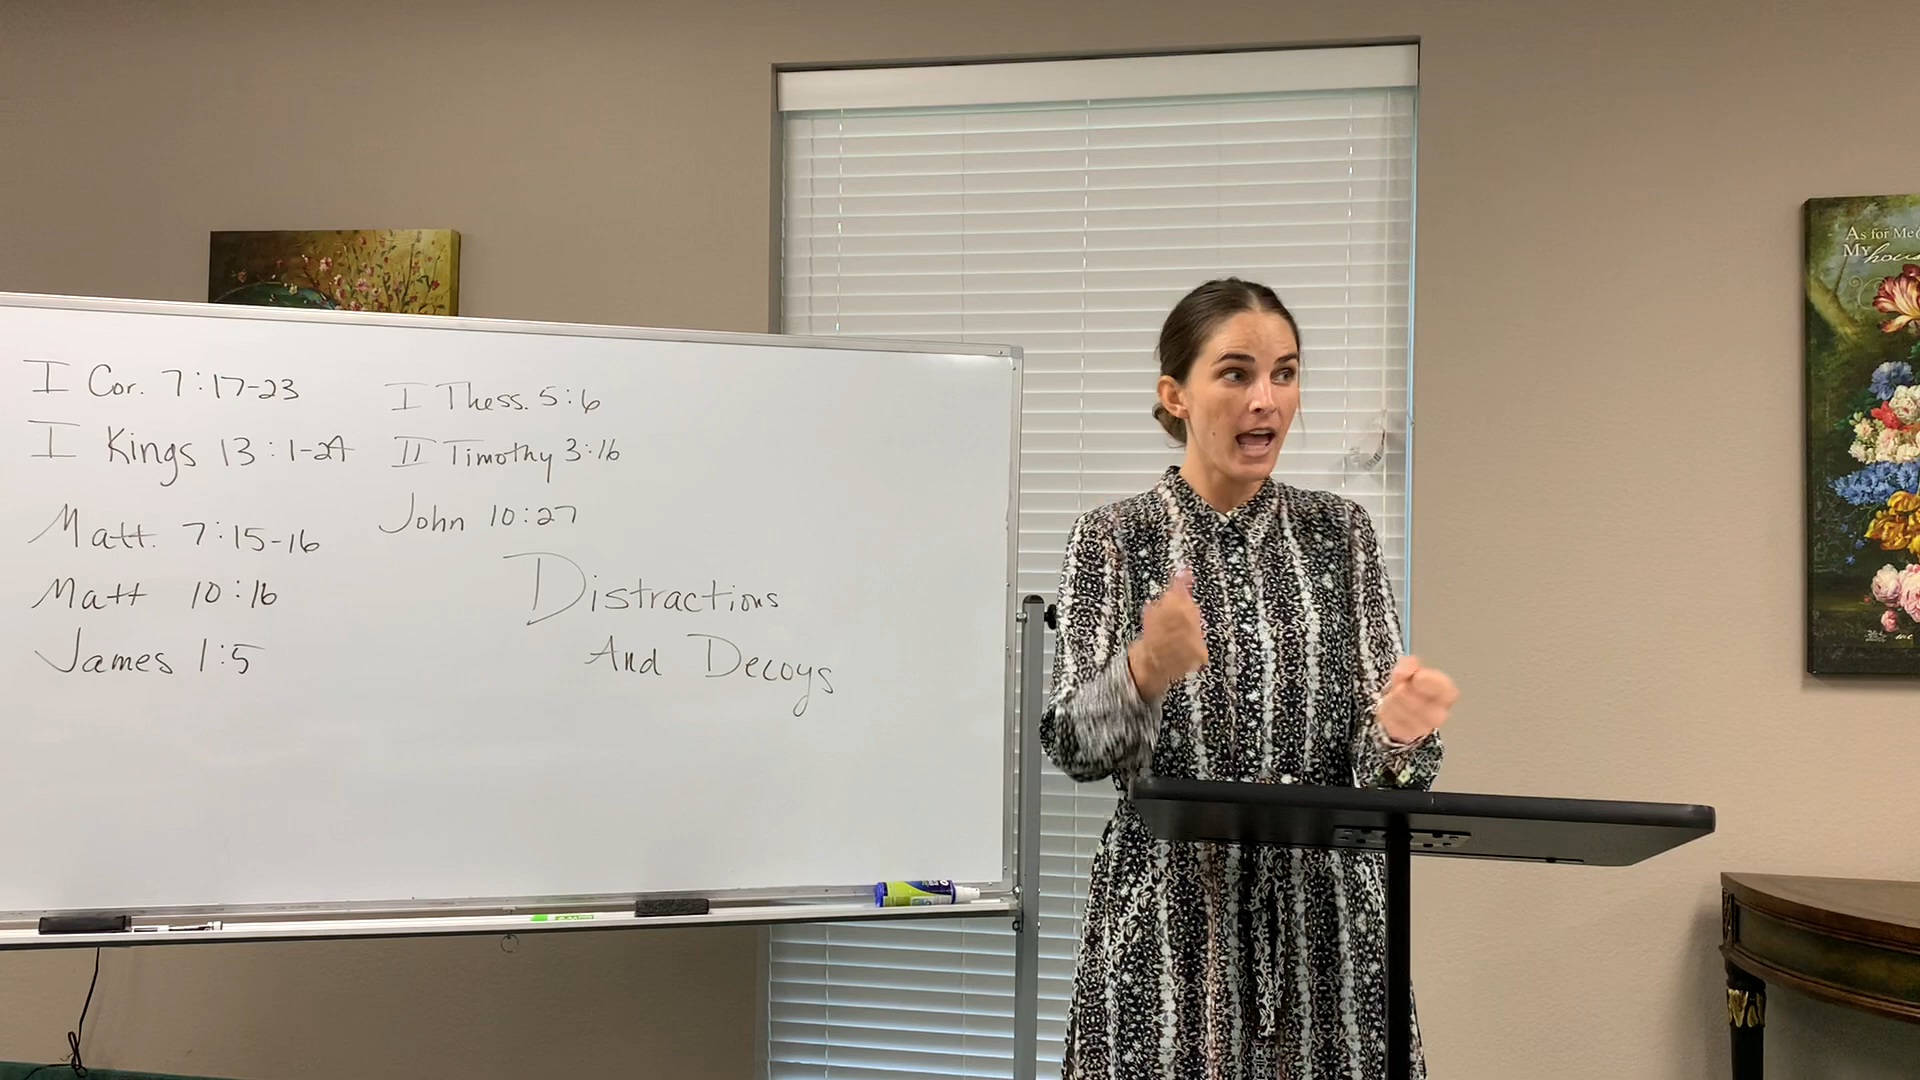 I Cor. 7:17-23
I Kings 13:1-24
Matt. 7:15-16
Matt 10:16
James 1:5
I Thess. 5:6
II Timothy 3:16
John 10:27
Distractions
And Decoys
As for Me
My hous